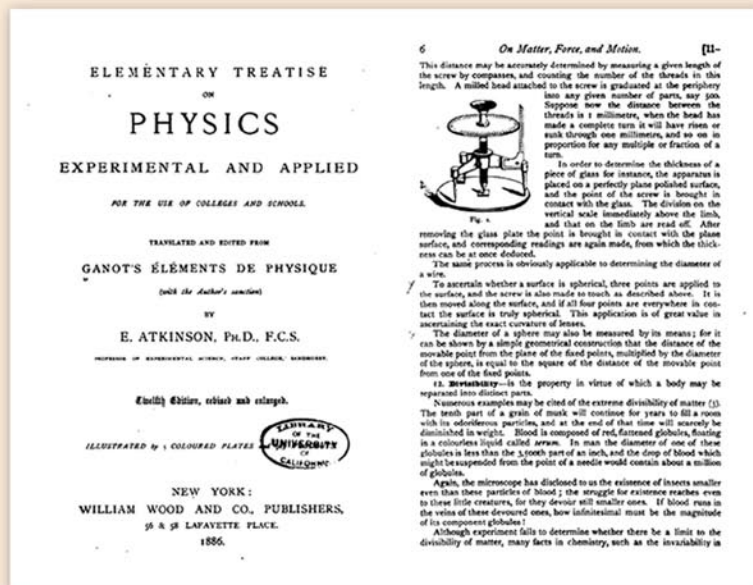 ELEMENTARY TREATISE
ON
PHYSICS
EXPERIMENTAL AND APPLIED
FOR THE USE OF COLLEGES AND SCHOOLS.
TRANSLATED AND EDITED FROM
GANOT'S ÉLÉMENTS DE PHYSIQUE
(with the Author's sanction)
BY
E. ATKINSON, PH.D., F.C.S.
PROFESSOR OF EXPERIMENTAL SCIENCE, STAFF COLLEGE, SANDHURST.
Twelfth Edition, revised and enlarged.
ILLUSTRATED BY 5 COLOURED PLATES
LIBRARY
OF THE
UNIVERSITY
OF
CALIFORNIA
NEW YORK:
WILLIAM WOOD AND CO., PUBLISHERS,
56 & 58 LAFAYETTE PLACE.
1886.
6 On Matter, Force, and Motion. [11-
This distance may be accurately determined by measuring a given length of
the screw by compasses, and counting the number of the threads in this
length. A milled head attached to the screw is graduated at the periphery
into any given number of parts, say 500.
Suppose now the distance between the
threads is 1 millimetre, when the head has
made a complete turn it will have risen or
sunk through one millimetre, and so on in
proportion for any multiple or fraction of a
turn.
In order to determine the thickness of a
piece of glass for instance, the apparatus is
placed on a perfectly plane polished surface,
and the point of the screw is brought in
contact with the glass. The division on the
vertical scale immediately above the limb,
and that on the limb are read off. After
Fig. 2.
removing the glass plate the point is brought in contact with the plane
surface, and corresponding readings are again made, from which the thick-
ness can be at once deduced.
The same process is obviously applicable to determining the diameter of
a wire.
To ascertain whether a surface is spherical, three points are applied to
the surface, and the screw is also made to touch as described above. It is
then moved along the surface, and if all four points are everywhere in con-
tact the surface is truly spherical. This application is of great value in
ascertaining the exact curvature of lenses.
The diameter of a sphere may also be measured by its means; for it
can be shown by a simple geometrical construction that the distance of the
movable point from the plane of the fixed points, multiplied by the diameter
of the sphere, is equal to the square of the distance of the movable point
from one of the fixed points.
12. Divisibility—is the property in virtue of which a body may be
separated into distinct parts.
Numerous examples may be cited of the extreme divisibility of matter (3).
The tenth part of a grain of musk will continue for years to fill a room
with its odoriferous particles, and at the end of that time will scarcely be
diminished in weight. Blood is composed of red, flattened globules, floating
in a colourless liquid called serum. In man the diameter of one of these
globules is less than the 3,500th part of an inch, and the drop of blood which
might be suspended from the point of a needle would contain about a million
of globules.
Again, the microscope has disclosed to us the existence of insects smaller
even than these particles of blood; the struggle for existence reaches even
to these little creatures, for they devour still smaller ones. If blood runs in
the veins of these devoured ones, how infinitesimal must be the magnitude
of its component globules!
Although experiment fails to determine whether there be a limit to the
divisibility of matter, many facts in chemistry, such as the invariability in